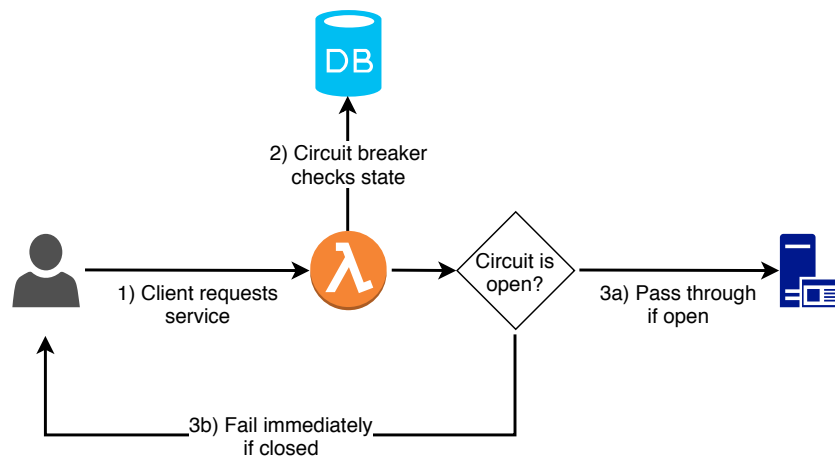 DB
2) Circuit breaker
checks state
λ
1) Client requests
service
Circuit is
open?
3a) Pass through
if open
3b) Fail immediately
if closed